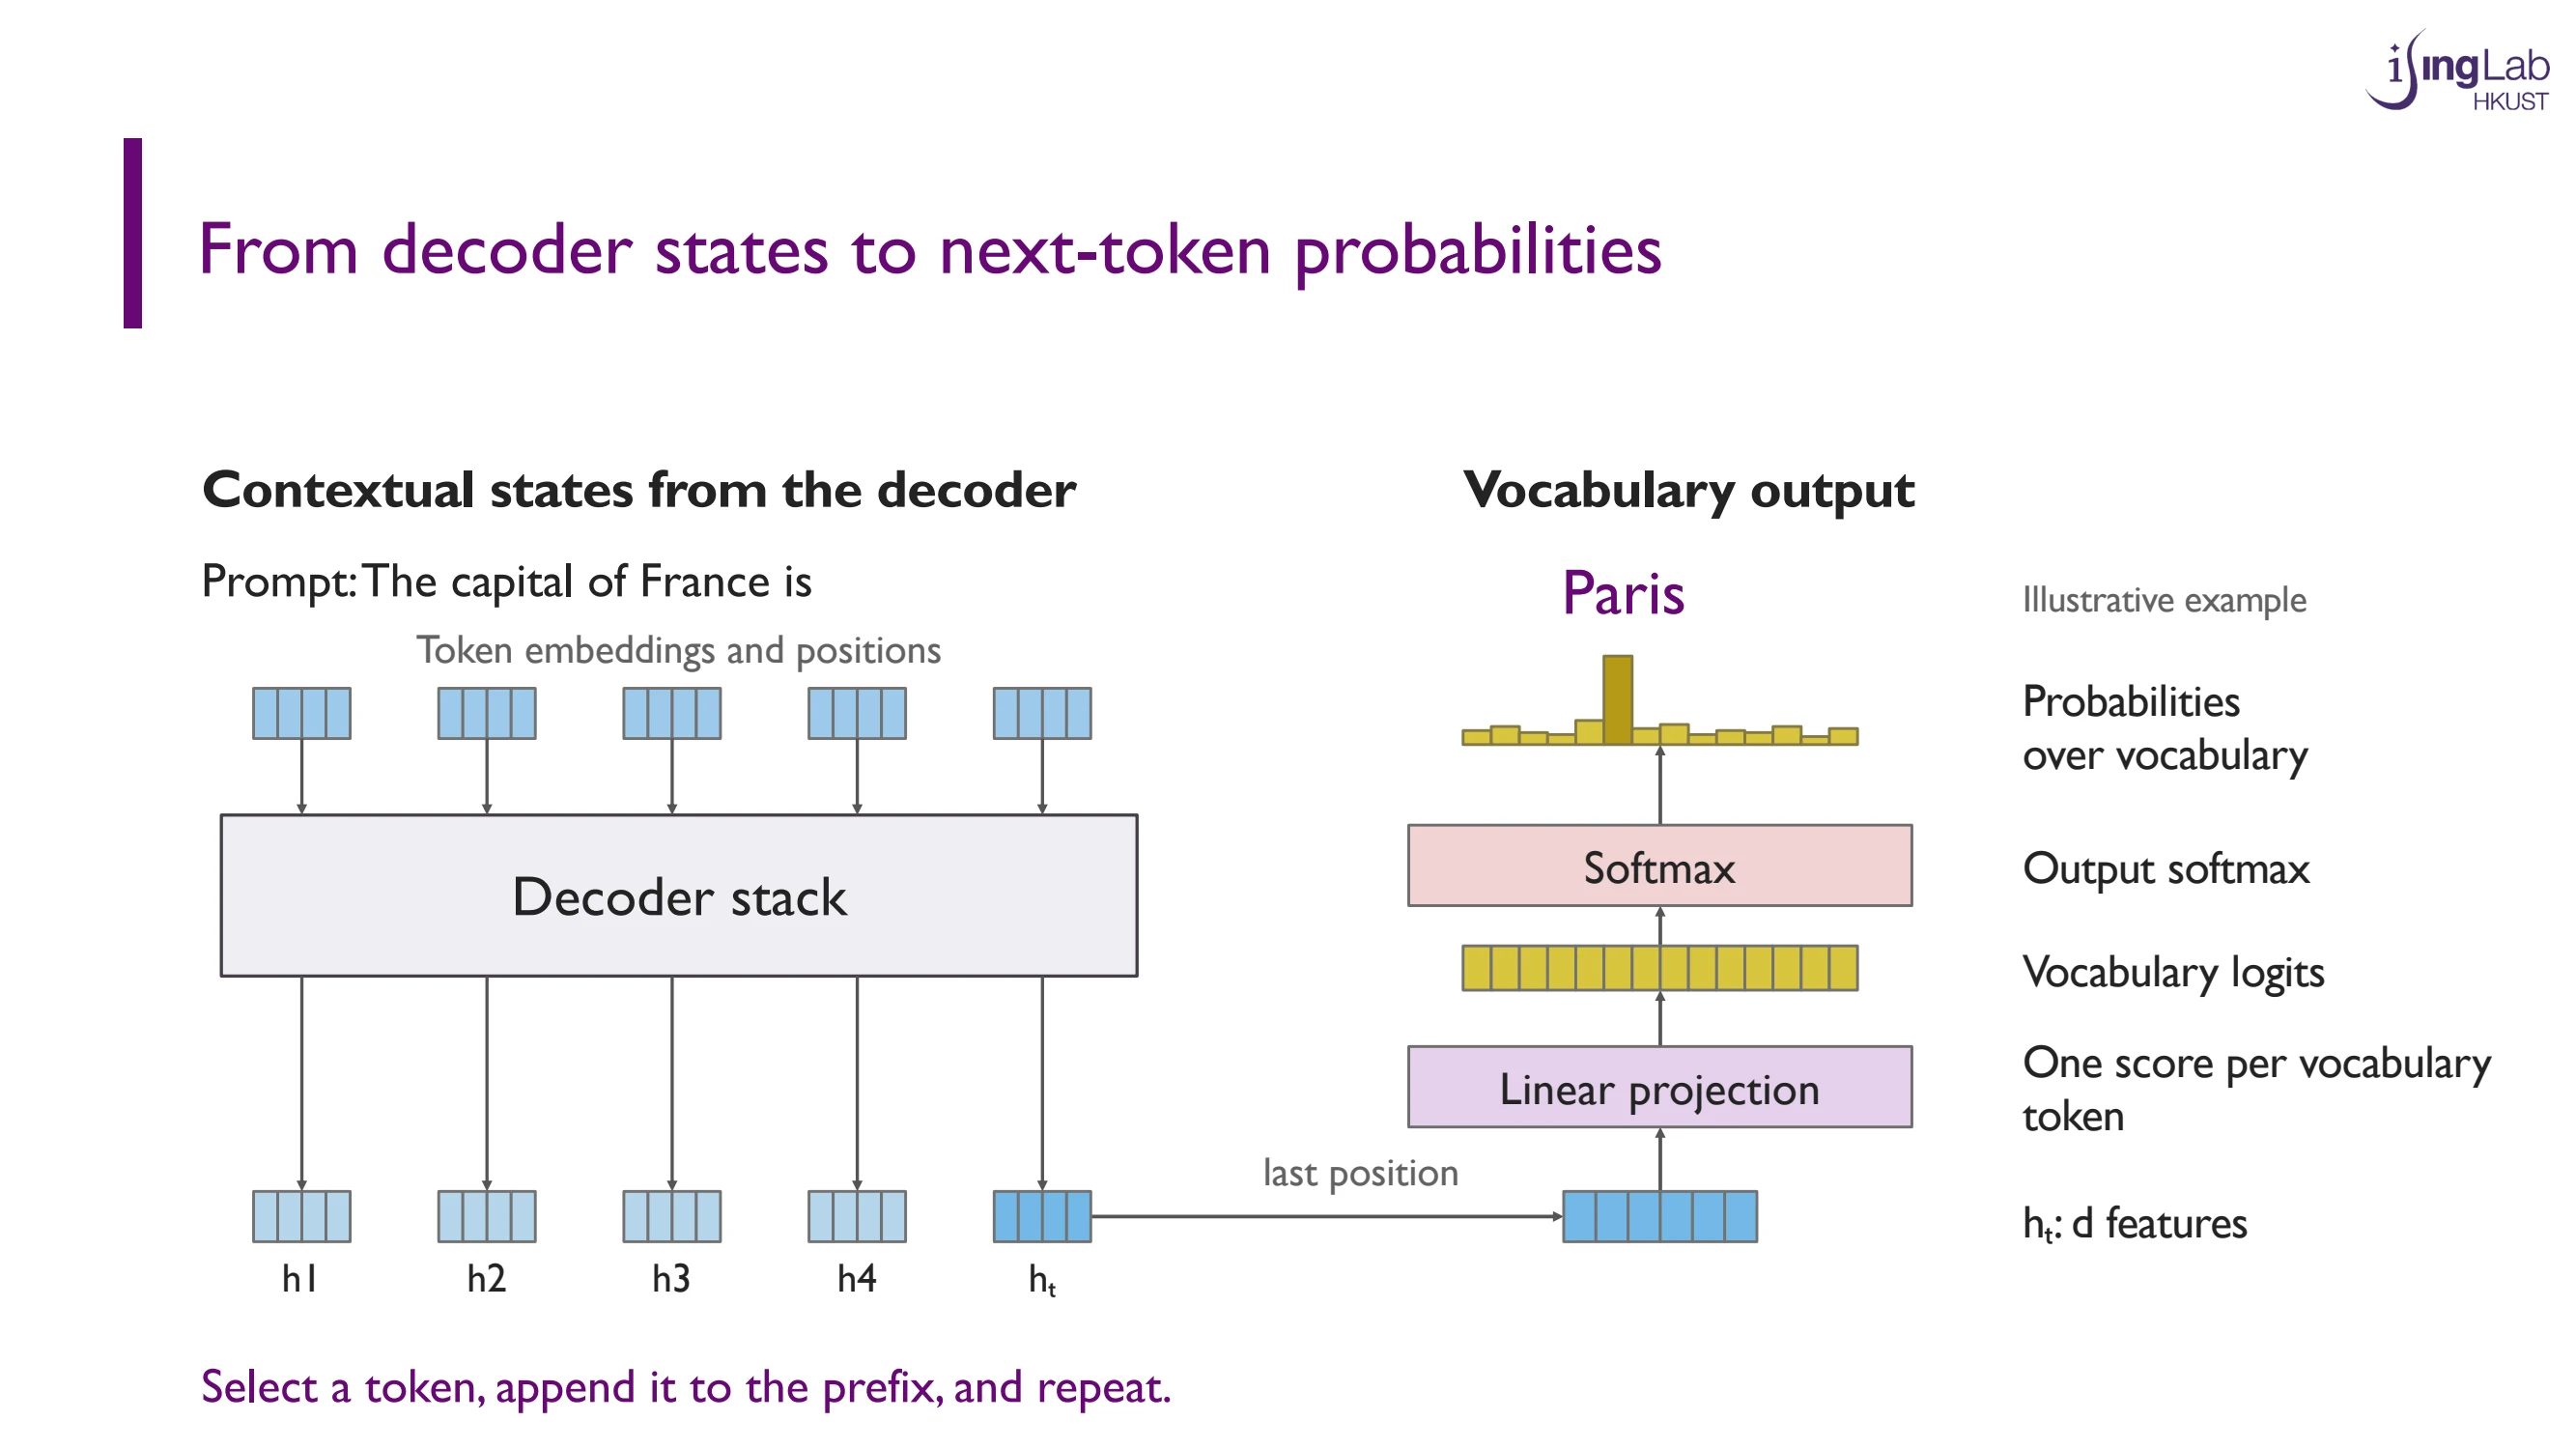 iSingLab
HKUST
From decoder states to next-token probabilities
Contextual states from the decoder
Prompt: The capital of France is
Token embeddings and positions
Decoder stack
h1
h2
h3
h4
hₜ
last position
Vocabulary output
Paris
Softmax
Linear projection
Illustrative example
Probabilities
over vocabulary
Output softmax
Vocabulary logits
One score per vocabulary
token
hₜ: d features
Select a token, append it to the prefix, and repeat.